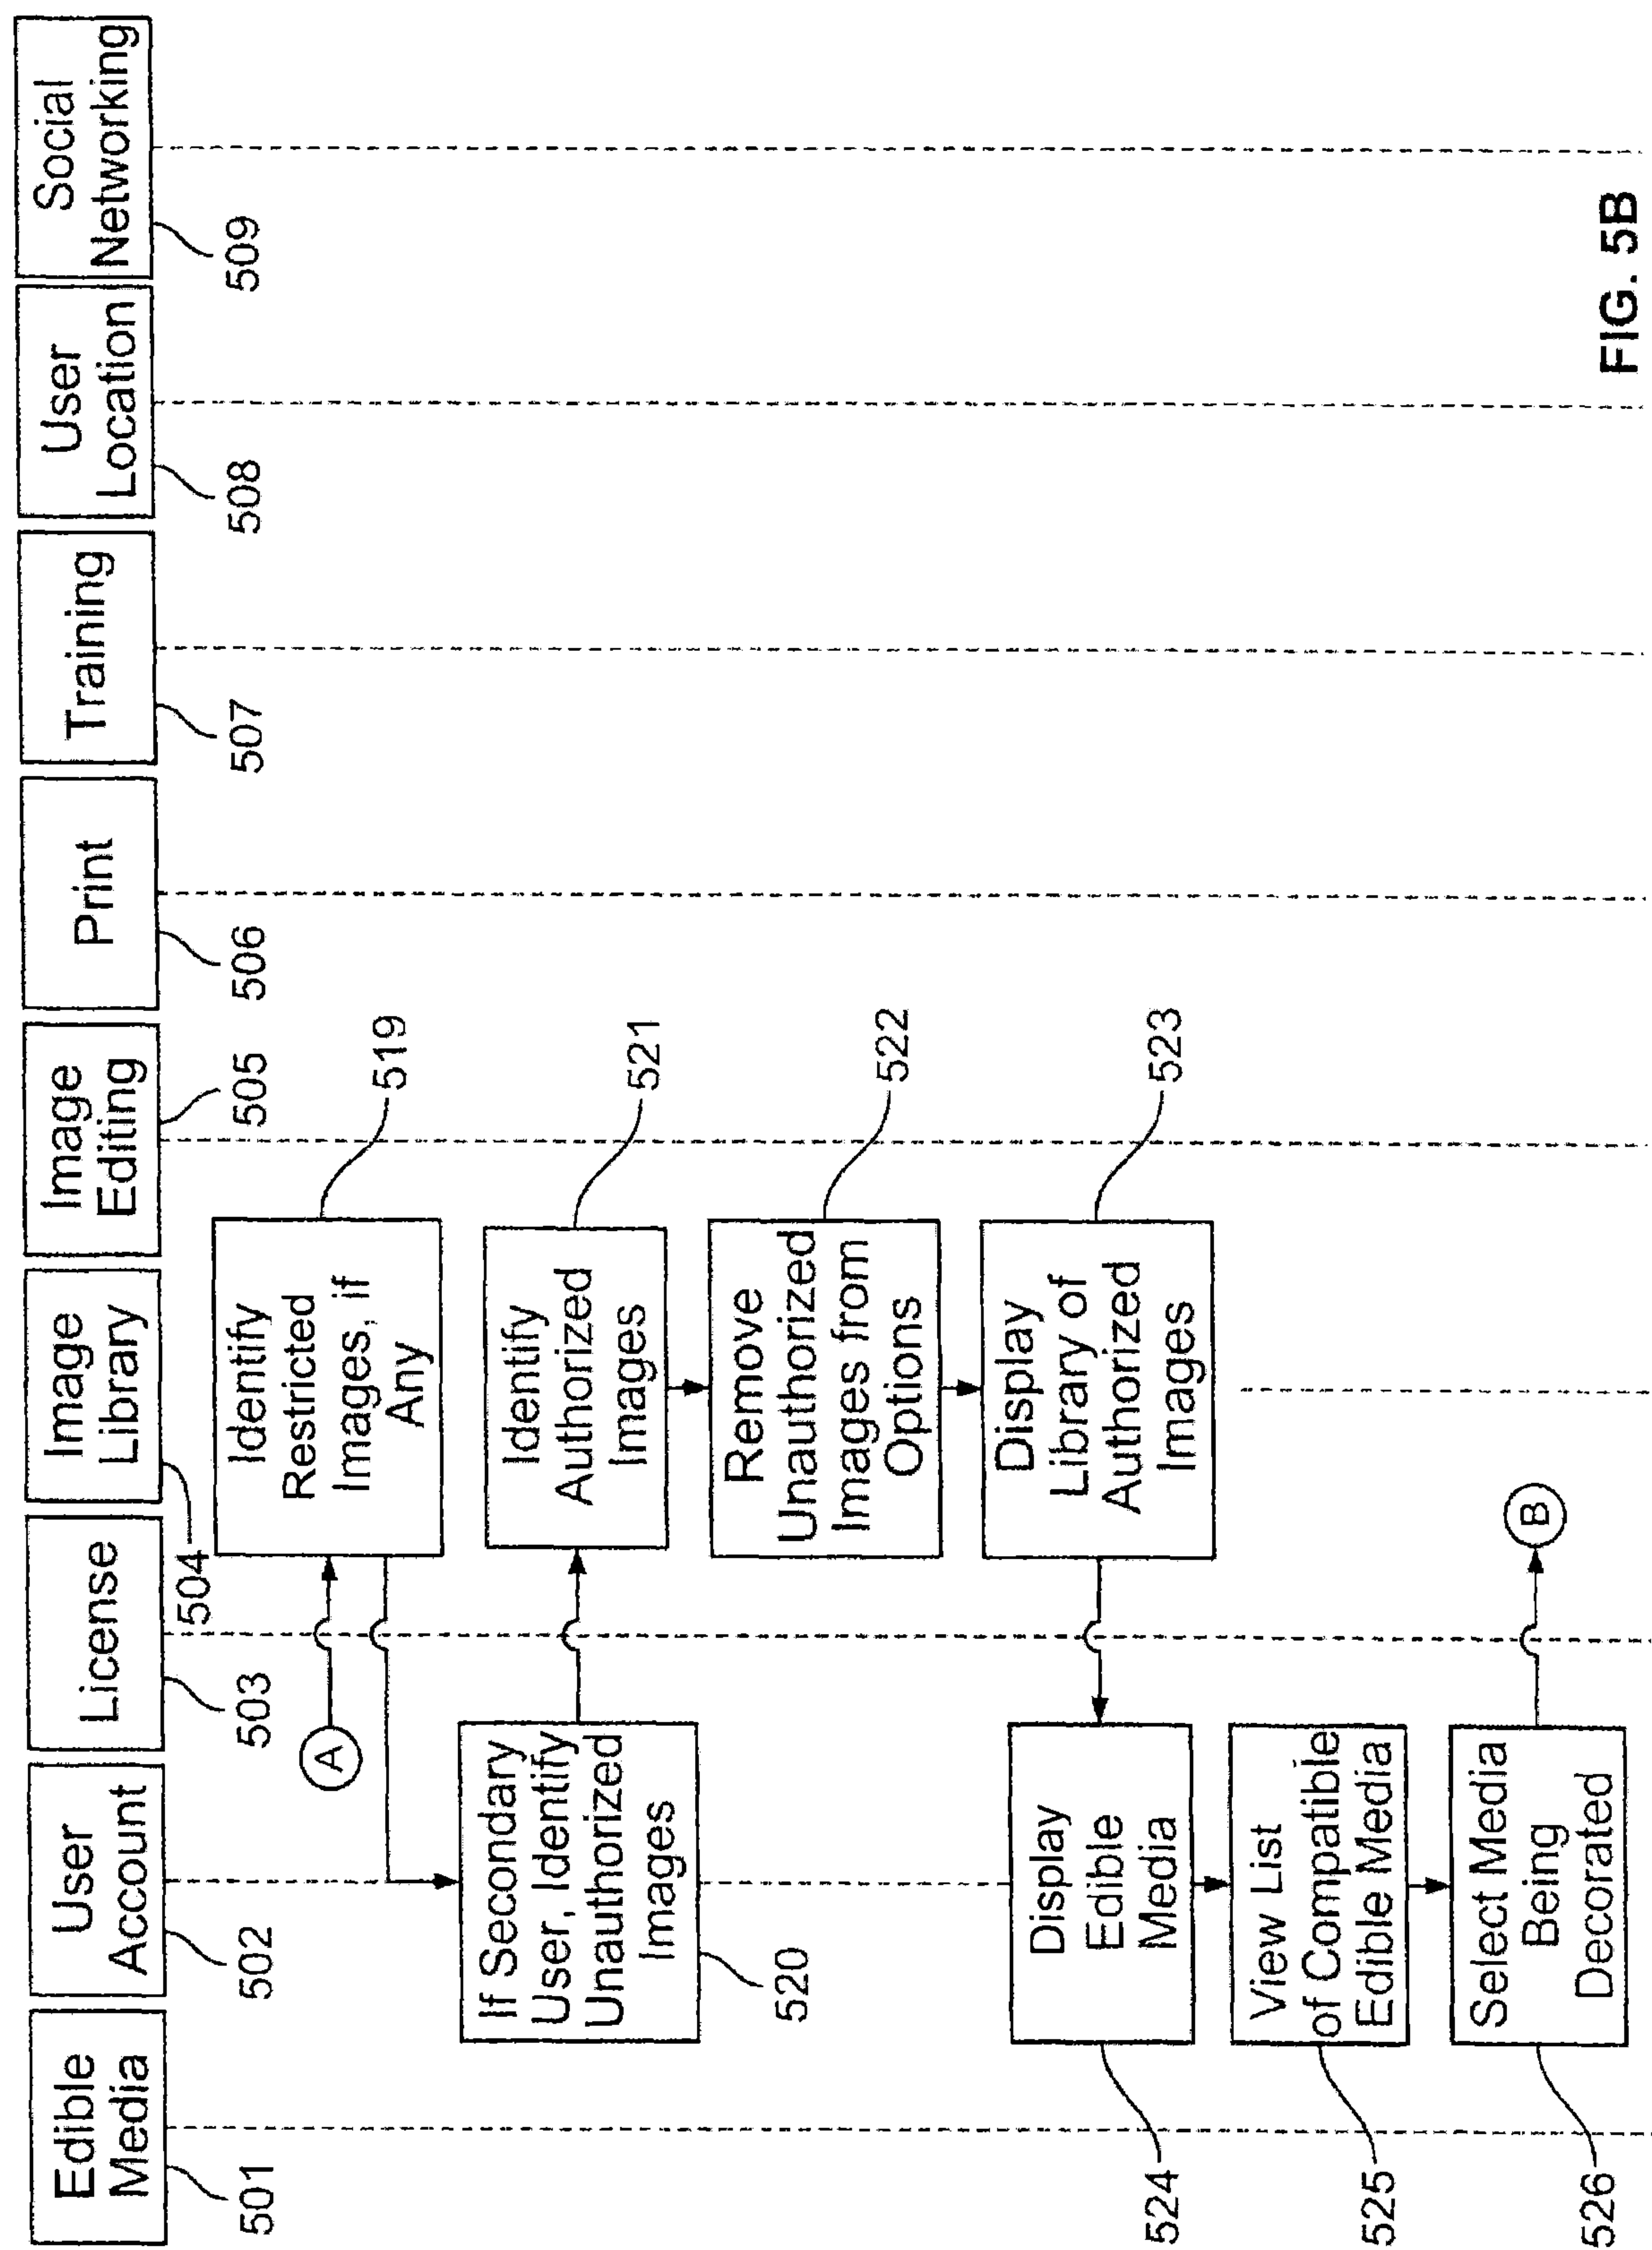 Edible
Media
501
User
Account
502
License
503
Image
Library
504
Image
Editing
505
Print
506
Training
507
User
Location
508
Social
Networking
509
A
Identify
Restricted
Images, if
Any
519
If Secondary
User, Identify
Unauthorized
Images
520
Identify
Authorized
Images
521
Remove
Unauthorized
Images from
Options
522
Display
Library of
Authorized
Images
523
Display
Edible
Media
524
View List
of Compatible
Edible Media
525
Select Media
Being
Decorated
526
B
FIG. 5B